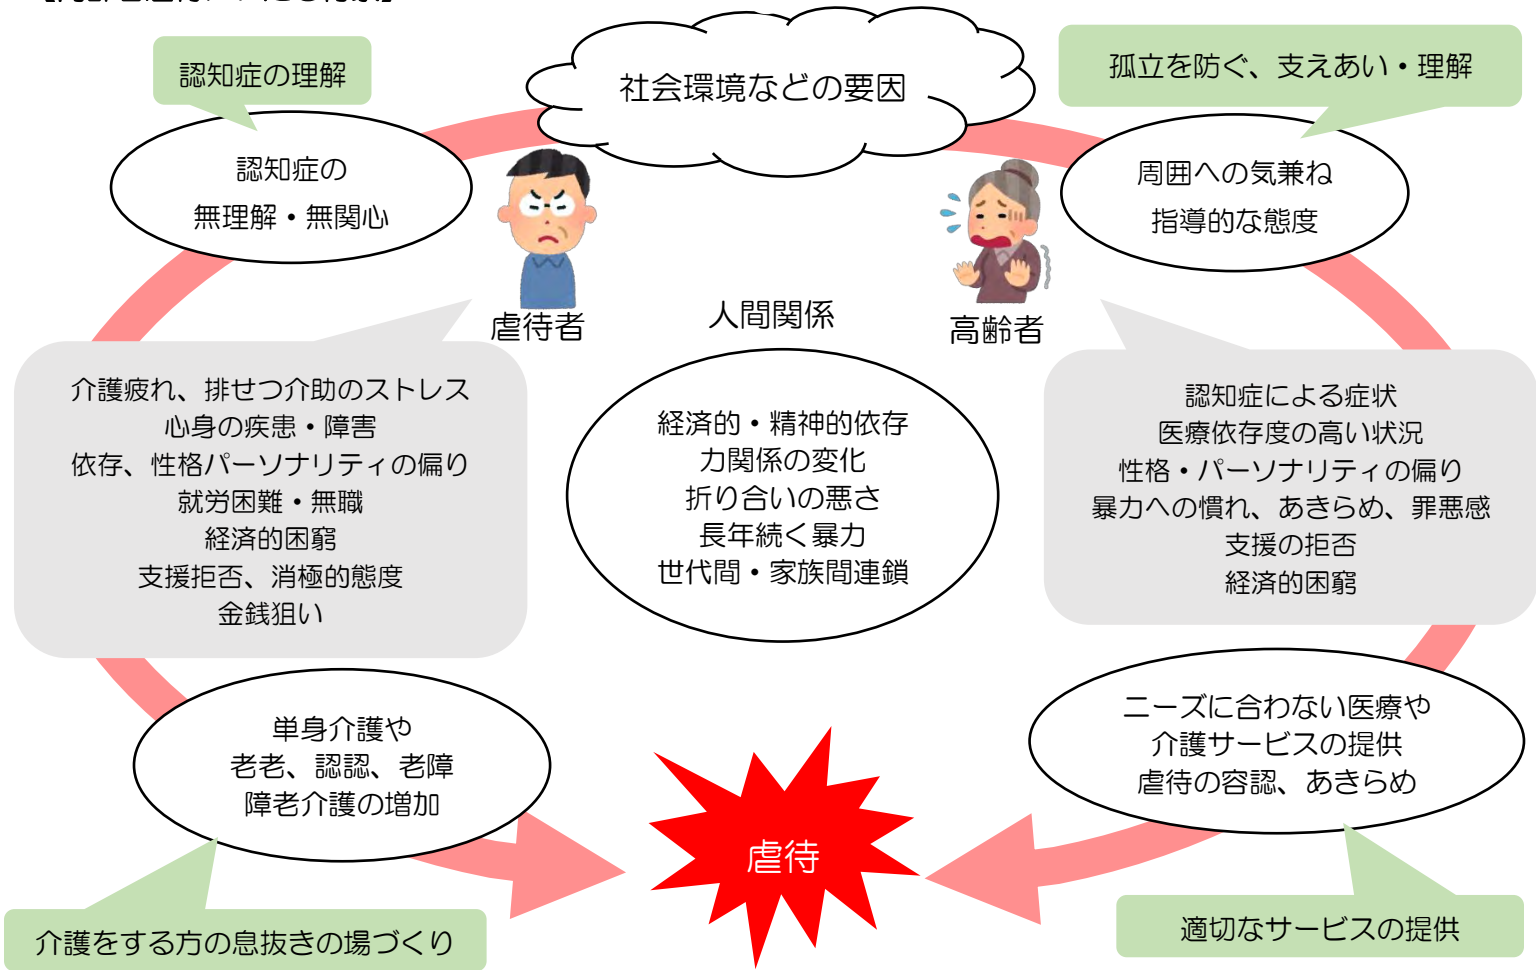 社会環境などの要因
認知症の理解
孤立を防ぐ、支えあい・理解
認知症の
無理解・無関心
周囲への気兼ね
指導的な態度
虐待者
人間関係
高齢者
介護疲れ、排せつ介助のストレス
心身の疾患・障害
依存、性格パーソナリティの偏り
就労困難・無職
経済的困窮
支援拒否、消極的態度
金銭狙い
経済的・精神的依存
力関係の変化
折り合いの悪さ
長年続く暴力
世代間・家族間連鎖
認知症による症状
医療依存度の高い状況
性格・パーソナリティの偏り
暴力への慣れ、あきらめ、罪悪感
支援の拒否
経済的困窮
単身介護や
老老、認認、老障
障老介護の増加
ニーズに合わない医療や
介護サービスの提供
虐待の容認、あきらめ
虐待
介護をする方の息抜きの場づくり
適切なサービスの提供